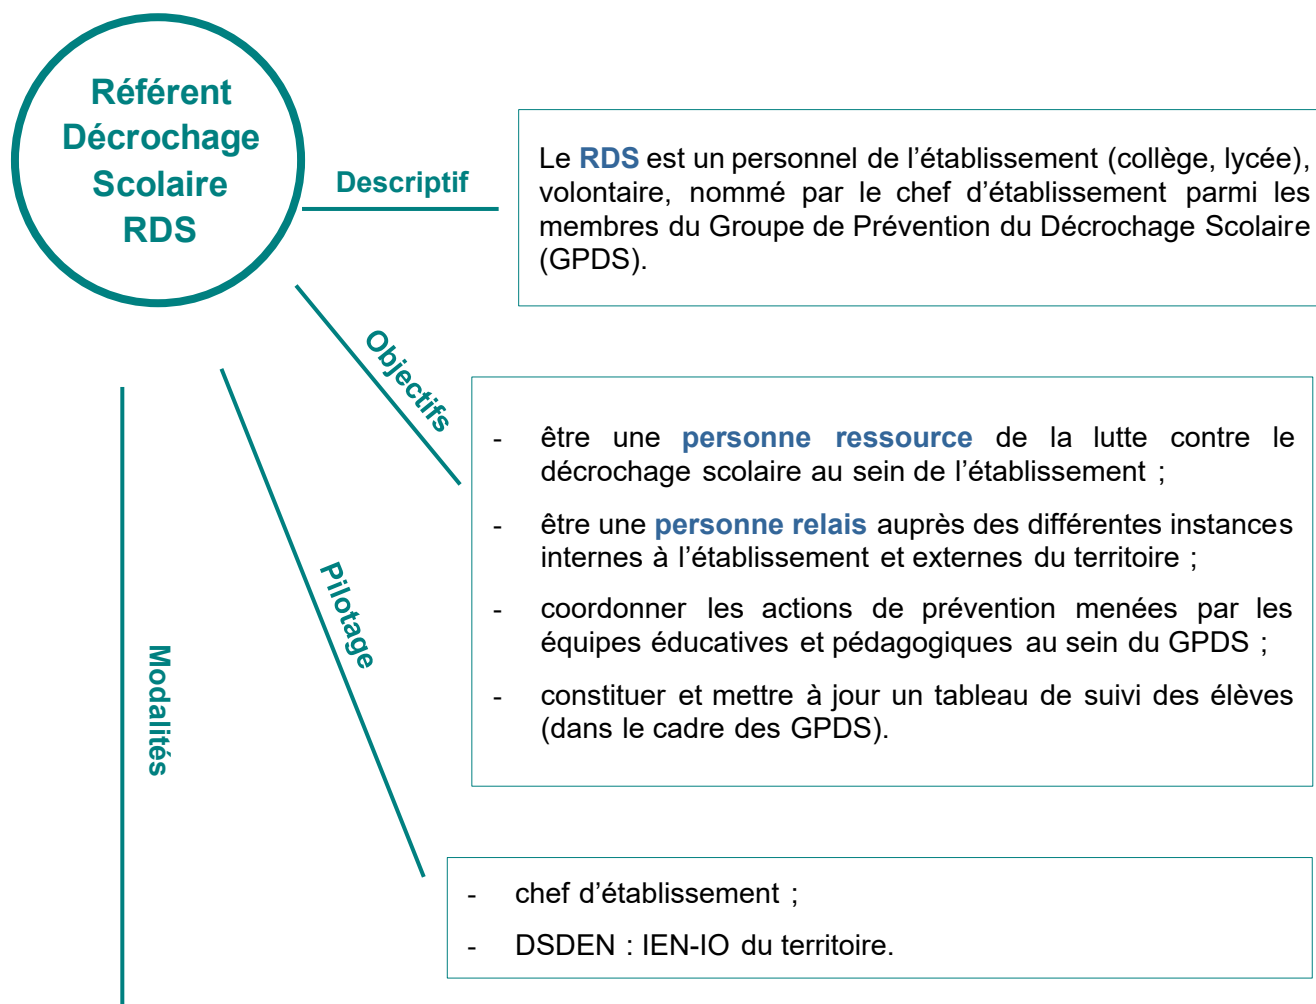 Référent
Décrochage
Scolaire
RDS
Descriptif
Le RDS est un personnel de l’établissement (collège, lycée),
volontaire, nommé par le chef d’établissement parmi les
membres du Groupe de Prévention du Décrochage Scolaire
(GPDS).
Objectifs
- être une personne ressource de la lutte contre le
décrochage scolaire au sein de l’établissement ;
- être une personne relais auprès des différentes instances
internes à l’établissement et externes du territoire ;
- coordonner les actions de prévention menées par les
équipes éducatives et pédagogiques au sein du GPDS ;
- constituer et mettre à jour un tableau de suivi des élèves
(dans le cadre des GPDS).
Pilotage
- chef d’établissement ;
- DSDEN : IEN-IO du territoire.
Modalités